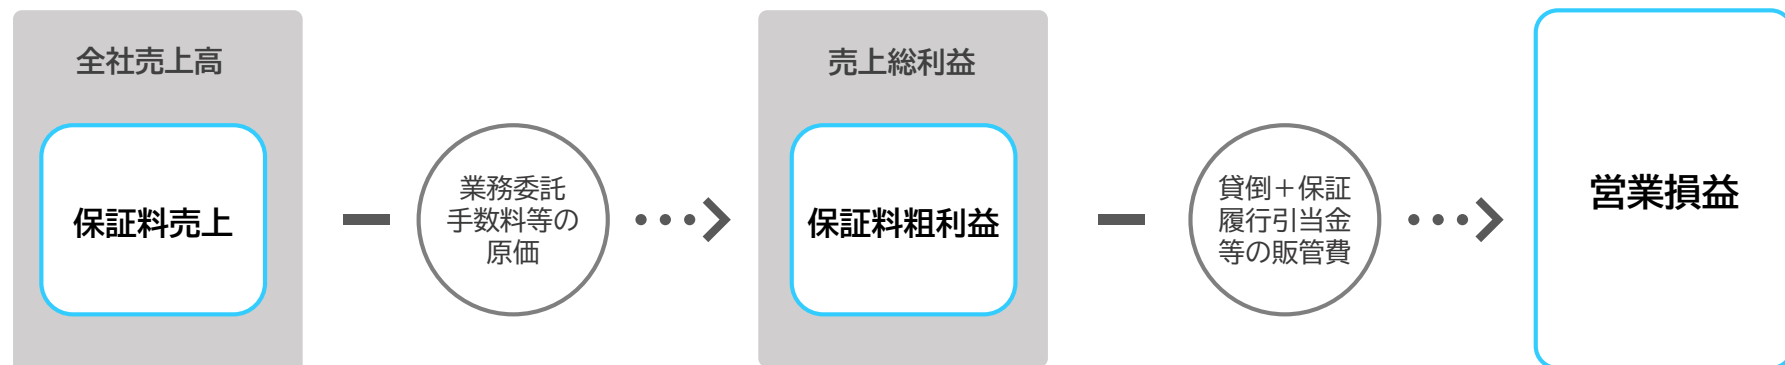 全社売上高
保証料売上
業務委託
手数料等の
原価
売上総利益
保証料粗利益
貸倒＋保証
履行引当金
等の販管費
営業損益